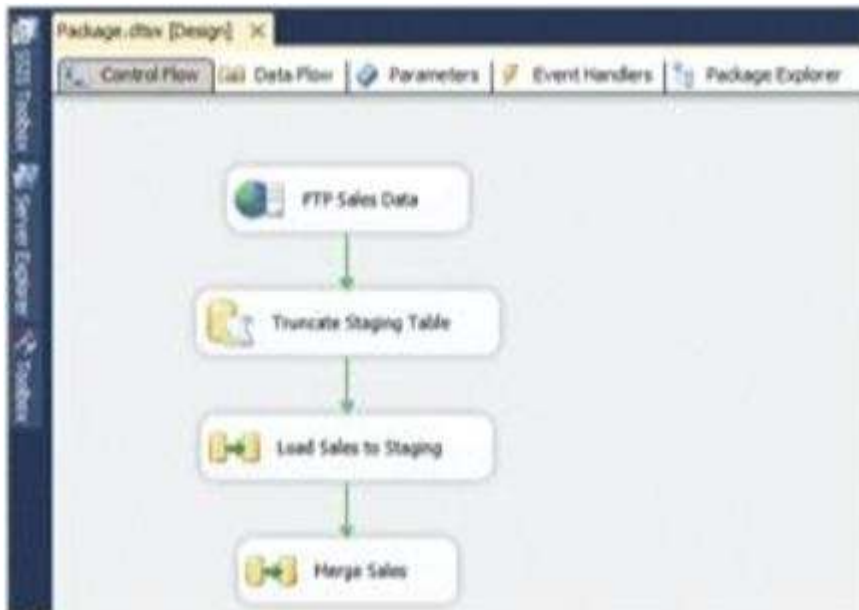 Package.dtsx [Design] ×
Control Flow
Data Flow
Parameters
Event Handlers
Package Explorer
SSIS Toolbox
Server Explorer
Toolbox
FTP Sales Data
Truncate Staging Table
Load Sales to Staging
Merge Sales